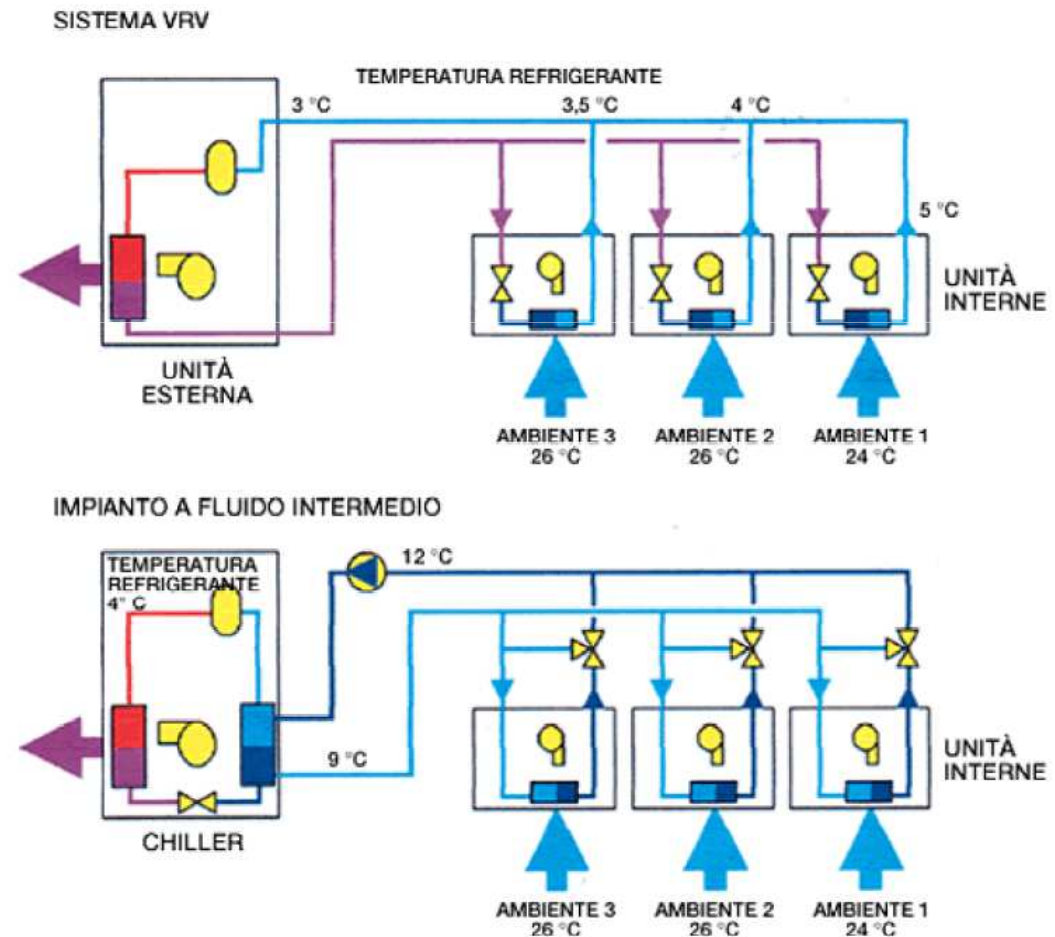 SISTEMA VRV
TEMPERATURA REFRIGERANTE
3 °C
3,5 °C
4 °C
5 °C
UNITÀ
INTERNE
UNITÀ
ESTERNA
AMBIENTE 3
26 °C
AMBIENTE 2
26 °C
AMBIENTE 1
24 °C
IMPIANTO A FLUIDO INTERMEDIO
TEMPERATURA
REFRIGERANTE
4° C
12 °C
9 °C
UNITÀ
INTERNE
CHILLER
AMBIENTE 3
26 °C
AMBIENTE 2
26 °C
AMBIENTE 1
24 °C